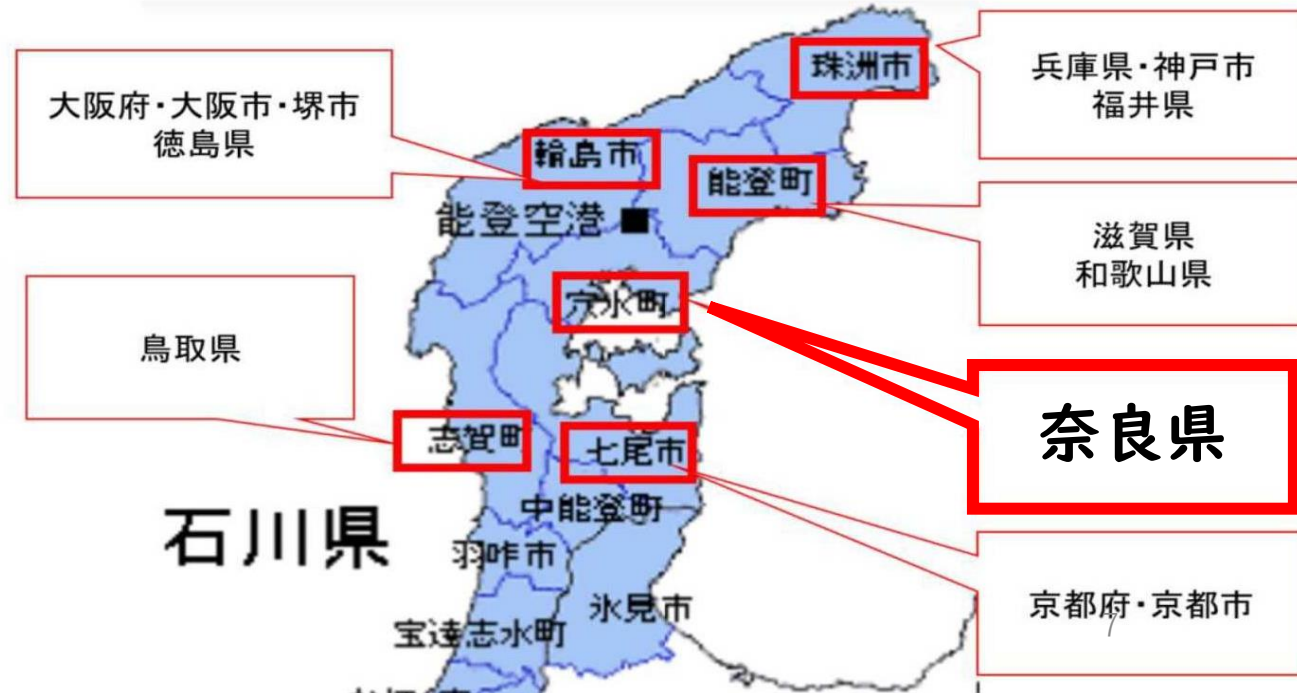 珠洲市
兵庫県・神戸市
福井県
大阪府・大阪市・堺市
徳島県
輪島市
能登町
能登空港
滋賀県
和歌山県
穴水町
鳥取県
奈良県
志賀町
七尾市
中能登町
石川県
羽咋市
氷見市
京都府・京都市
7
宝達志水町